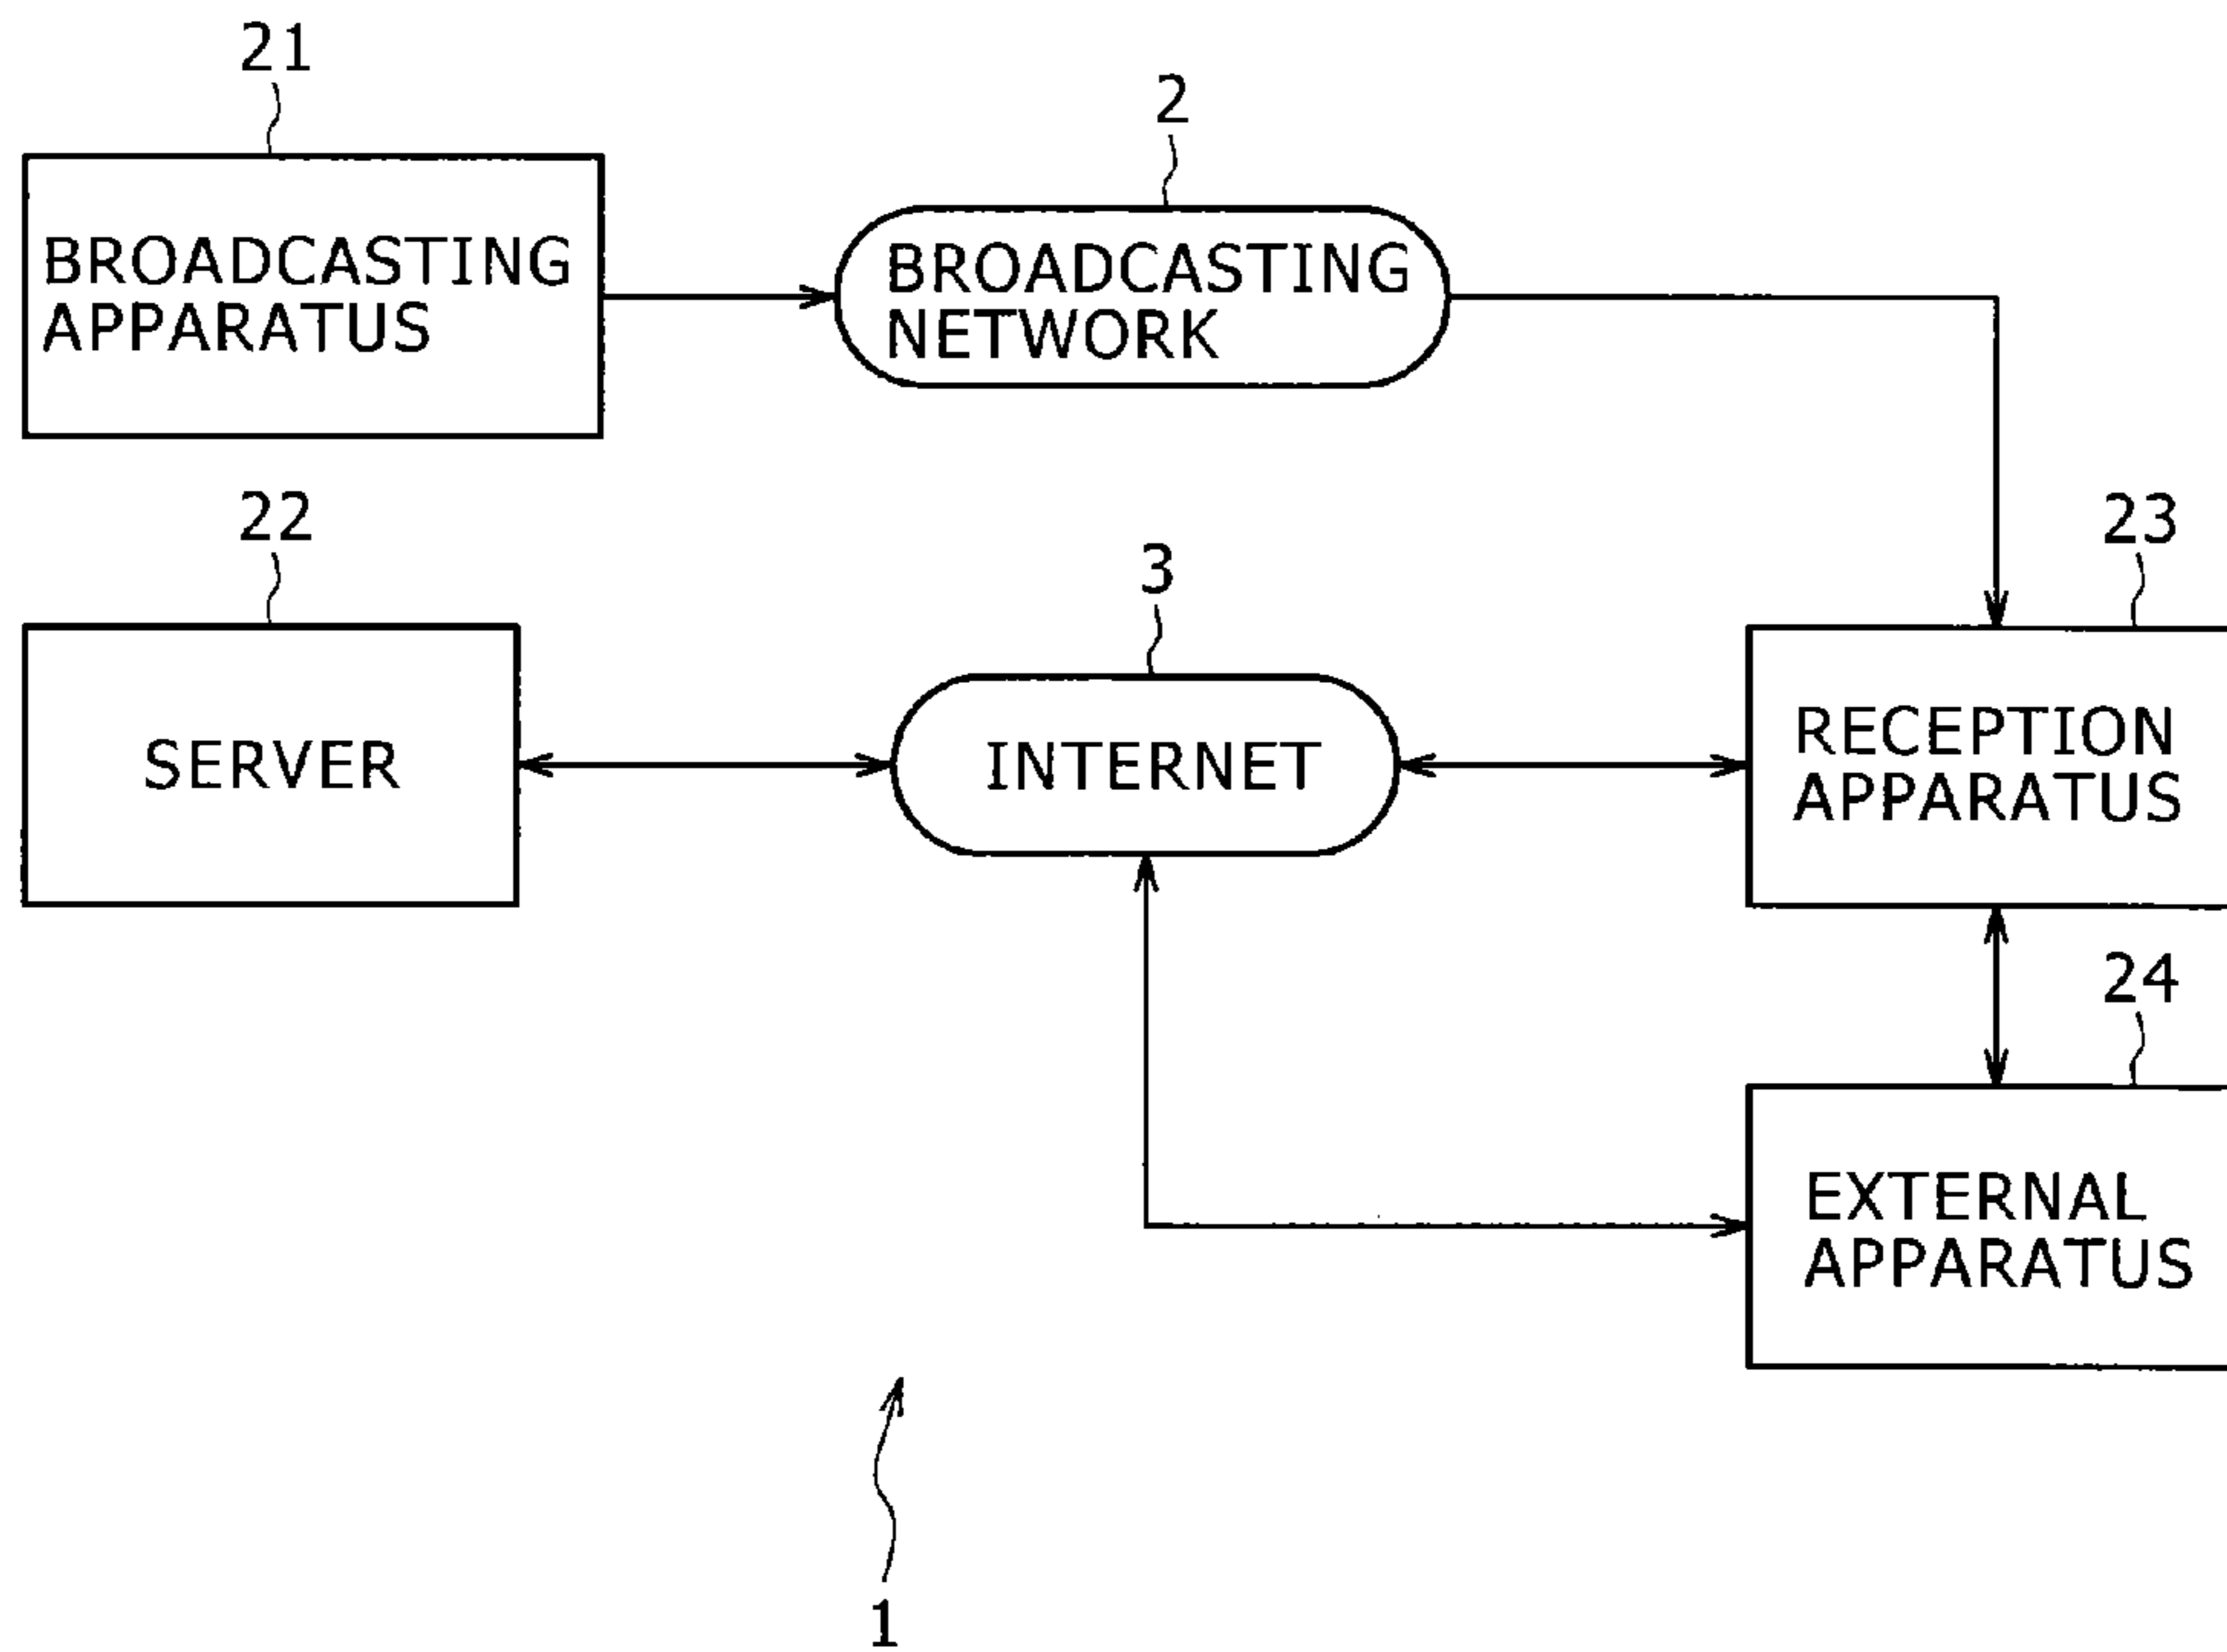 21
BROADCASTING
APPARATUS
2
BROADCASTING
NETWORK
22
SERVER
3
INTERNET
23
RECEPTION
APPARATUS
24
EXTERNAL
APPARATUS
1